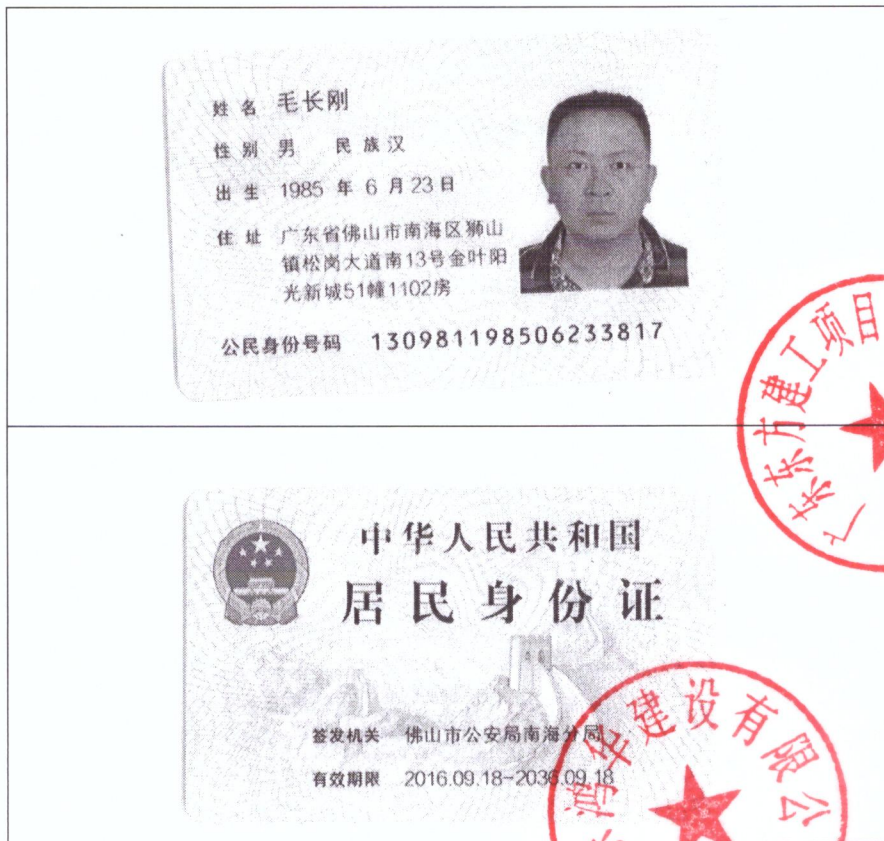 姓名 毛长刚
性别 男 民族汉
出生 1985 年 6 月 23 日
住址 广东省佛山市南海区狮山
镇松岗大道南13号金叶阳
光新城51幢1102房
公民身份号码 130981198506233817
广东东方建工项目
中华人民共和国
居民身份证
签发机关 佛山市公安局南海分局
有效期限 2016.09.18-2036.09.18
鸿华建设有限公